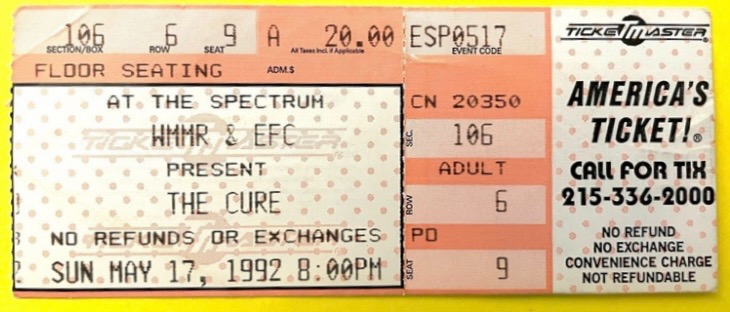 106 6 9 A 20.00 ESP0517
SECTION/BOX ROW SEAT All Taxes Incl. if Applicable EVENT CODE
FLOOR SEATING ADM.$
AT THE SPECTRUM
WMMR & EFC
PRESENT
THE CURE
NO REFUNDS OR EXCHANGES
SUN MAY 17, 1992 8:00PM
CN 20350
SEC. 106
ADULT
ROW 6
PO
SEAT 9
TICKETMASTER®
AMERICA'S
TICKET!®
CALL FOR TIX
215-336-2000
NO REFUND
NO EXCHANGE
CONVENIENCE CHARGE
NOT REFUNDABLE